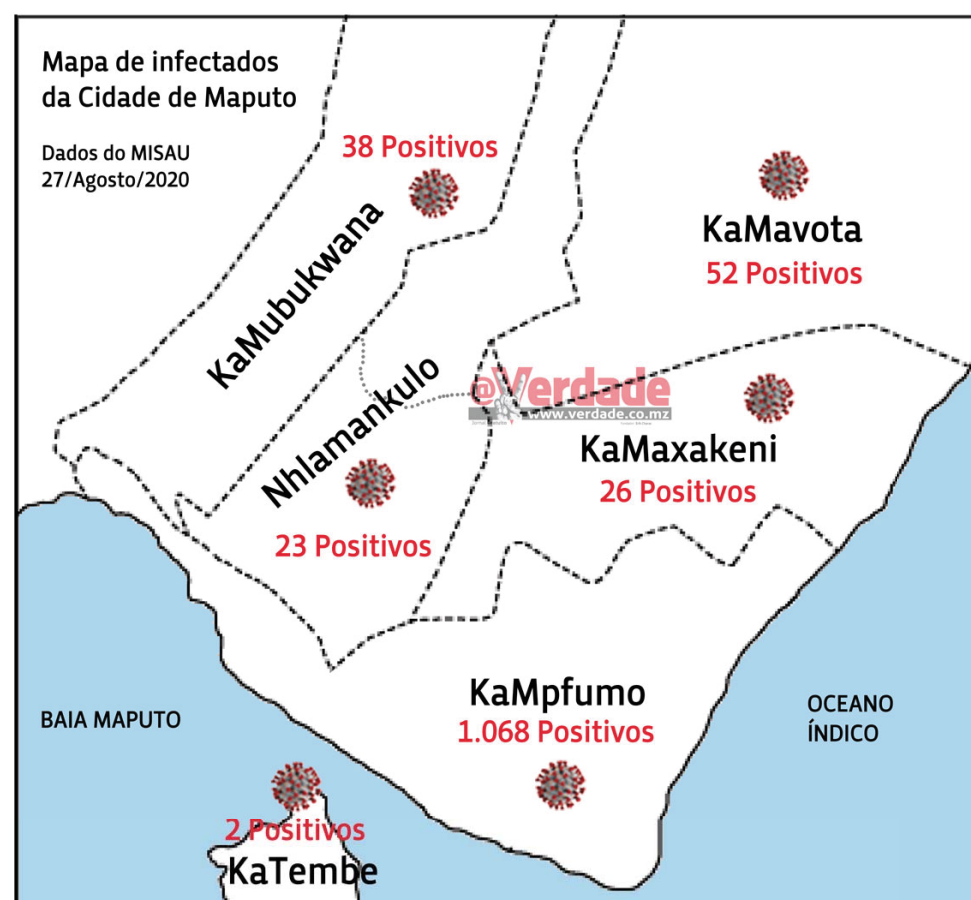 Mapa de infectados
da Cidade de Maputo
Dados do MISAU
27/Agosto/2020
38 Positivos
KaMubukwana
KaMavota
52 Positivos
Nhlamankulo
23 Positivos
@Verdade
www.verdade.co.mz
KaMaxakeni
26 Positivos
KaMpfumo
1.068 Positivos
BAIA MAPUTO
OCEANO
ÍNDICO
2 Positivos
KaTembe